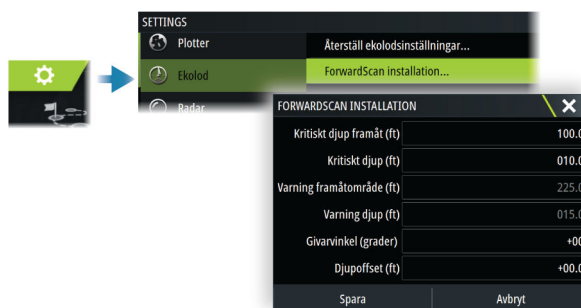 SETTINGS
Plotter
Ekolod
Radar
Återställ ekolodsinställningar...
ForwardScan installation...
FORWARDSCAN INSTALLATION
Kritiskt djup framåt (ft) 100.0
Kritiskt djup (ft) 010.0
Varning framåtområde (ft) 225.0
Varning djup (ft) 015.0
Givarvinkel (grader) +00
Djupoffset (ft) +00.0
Spara Avbryt